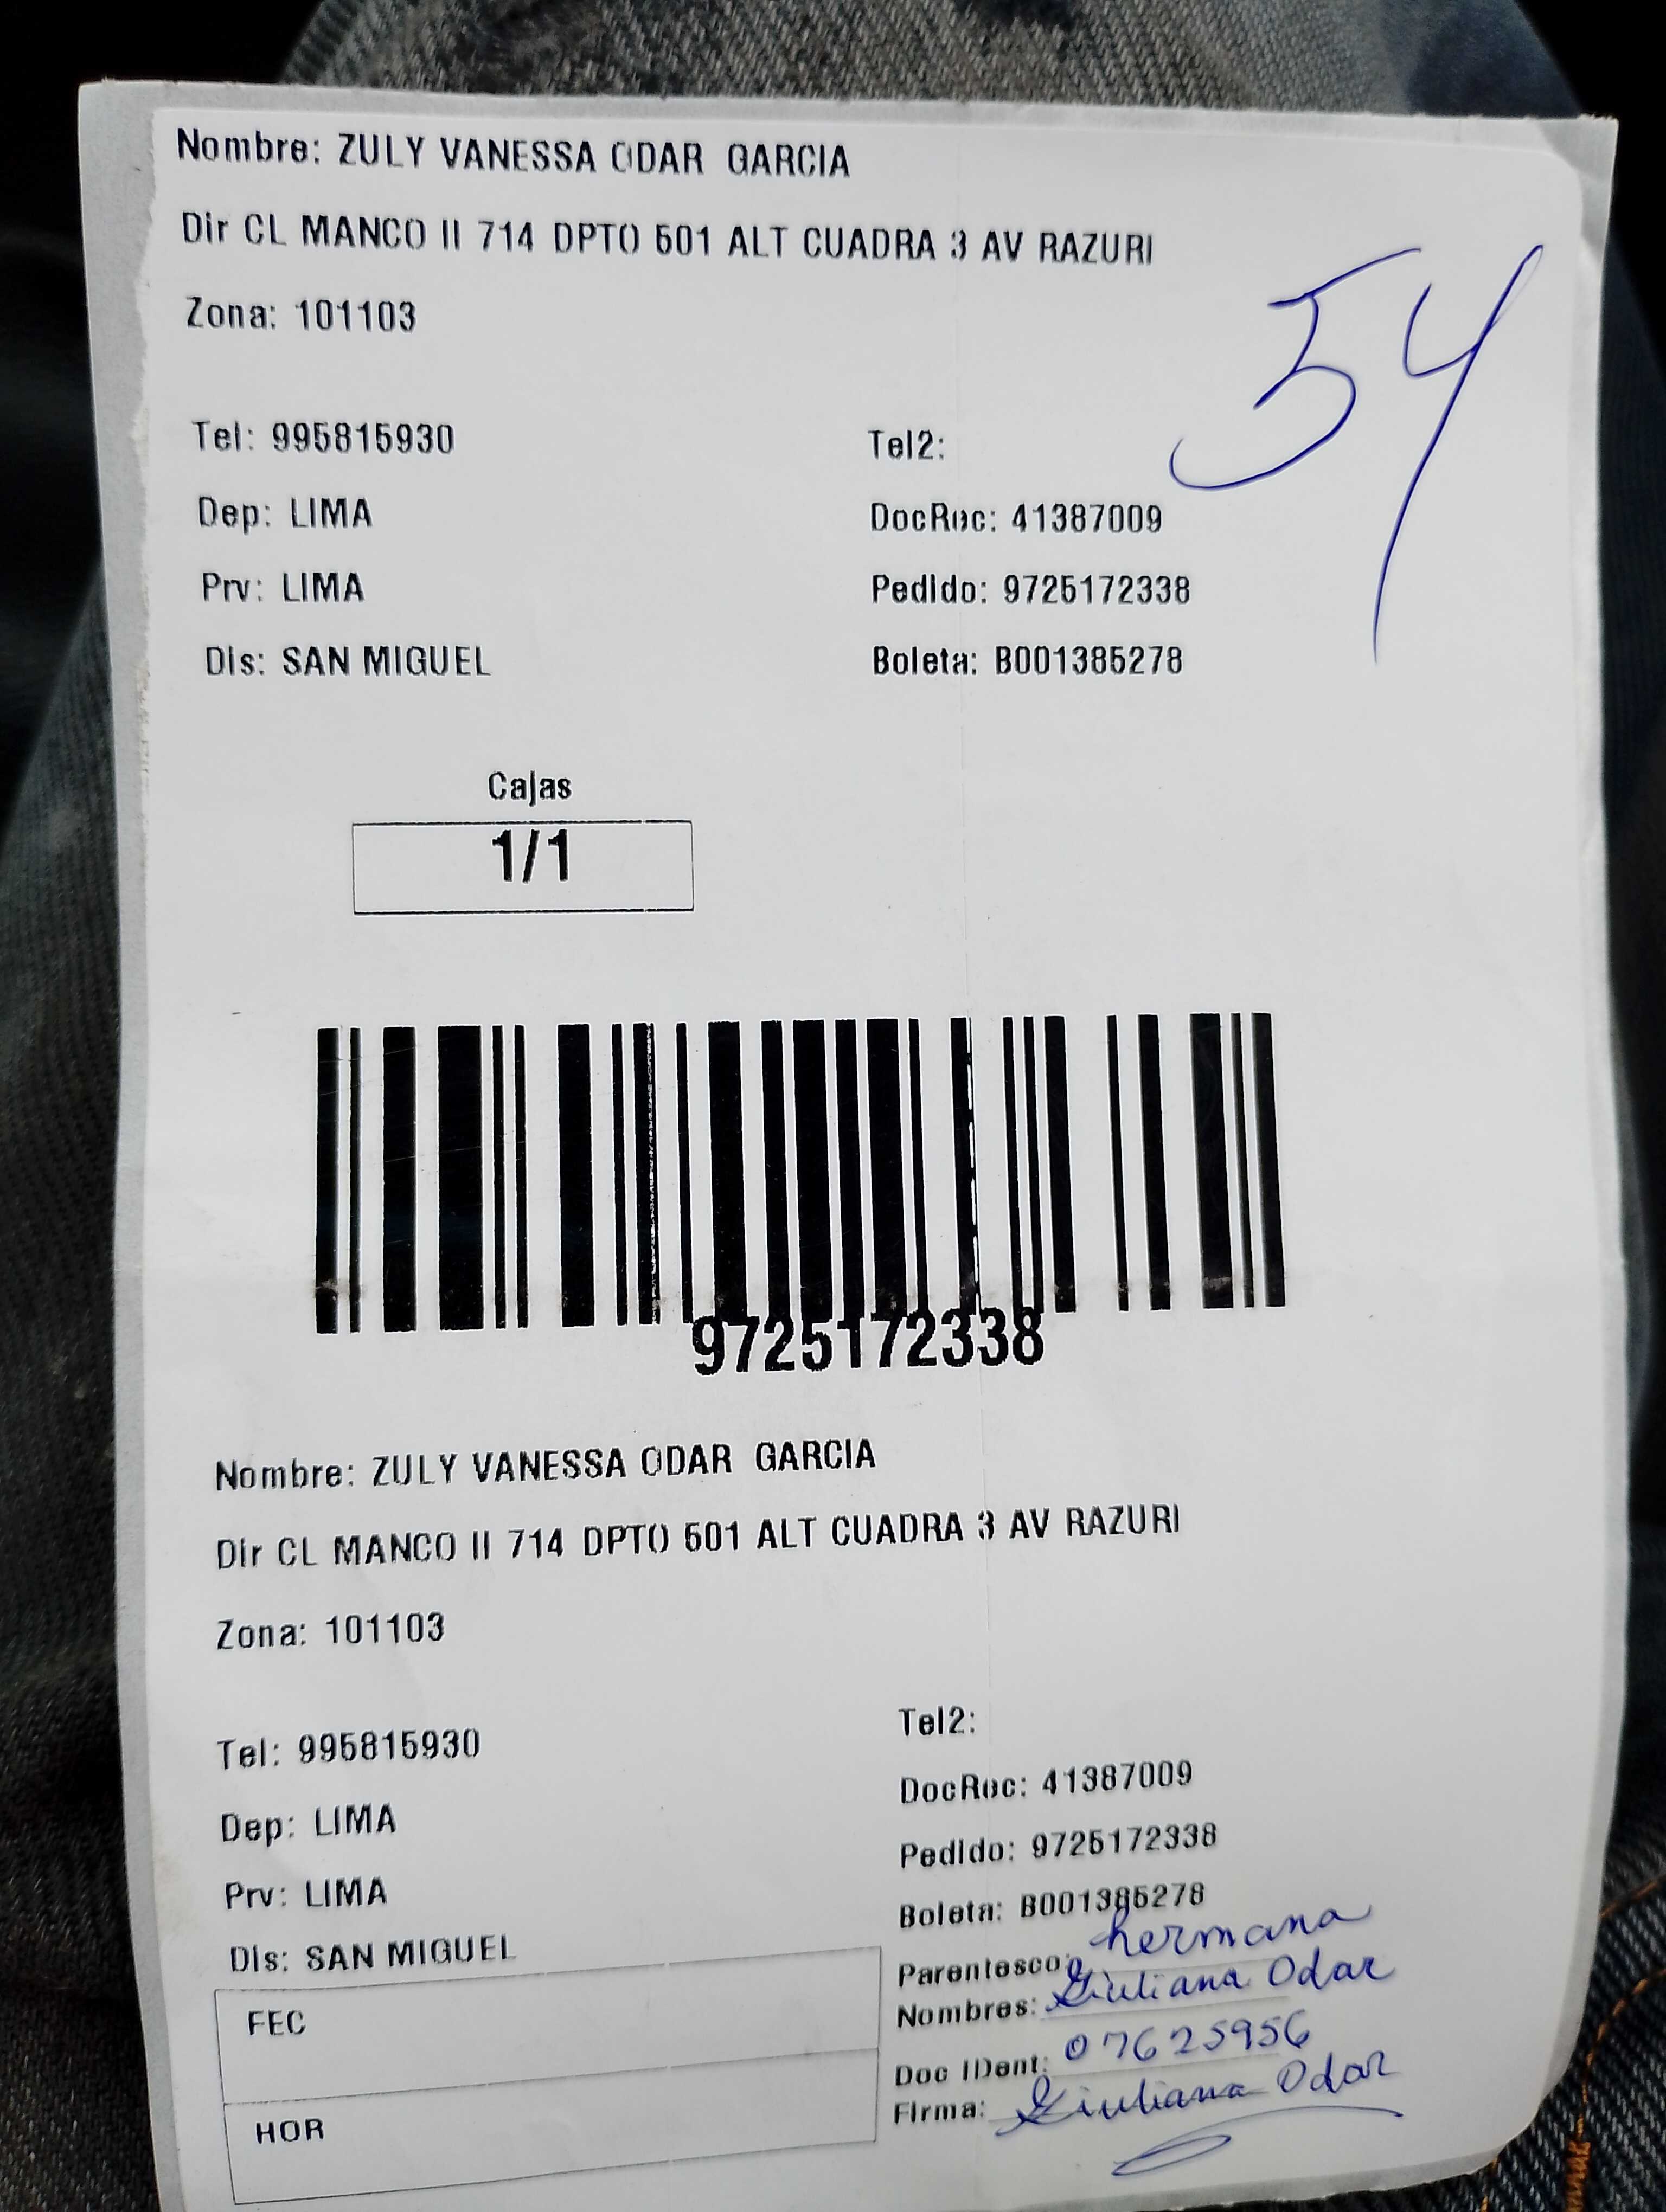 Nombre: ZULY VANESSA ODAR GARCIA
Dir CL MANCO II 714 DPTO 501 ALT CUADRA 3 AV RAZURI
Zona: 101103
54
Tel: 995815930 Tel2:
Dep: LIMA DocRec: 41387009
Prv: LIMA Pedido: 9725172338
Dis: SAN MIGUEL Boleta: B001385278
Cajas
1/1
9725172338
Nombre: ZULY VANESSA ODAR GARCIA
Dir CL MANCO II 714 DPTO 501 ALT CUADRA 3 AV RAZURI
Zona: 101103
Tel: 995815930 Tel2:
Dep: LIMA DocRec: 41387009
Prv: LIMA Pedido: 9725172338
Dis: SAN MIGUEL Boleta: B001385278
Parentesco: hermana
FEC Nombres: Giuliana Odar
Doc IDent: 07625956
HOR Firma: Giuliana Odar